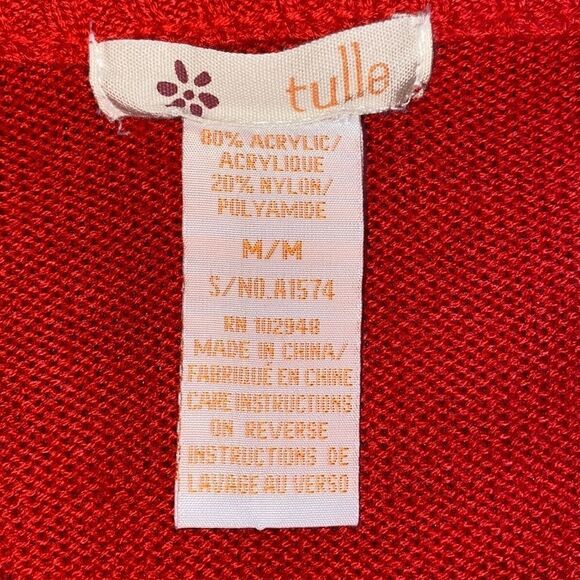 tulle
80% ACRYLIC/
ACRYLIQUE
20% NYLON/
POLYAMIDE
M/M
S/NO.A1574
RN 102948
MADE IN CHINA/
FABRIQUÉ EN CHINE
CARE INSTRUCTIONS
ON REVERSE
INSTRUCTIONS DE
LAVAGE AU VERSO